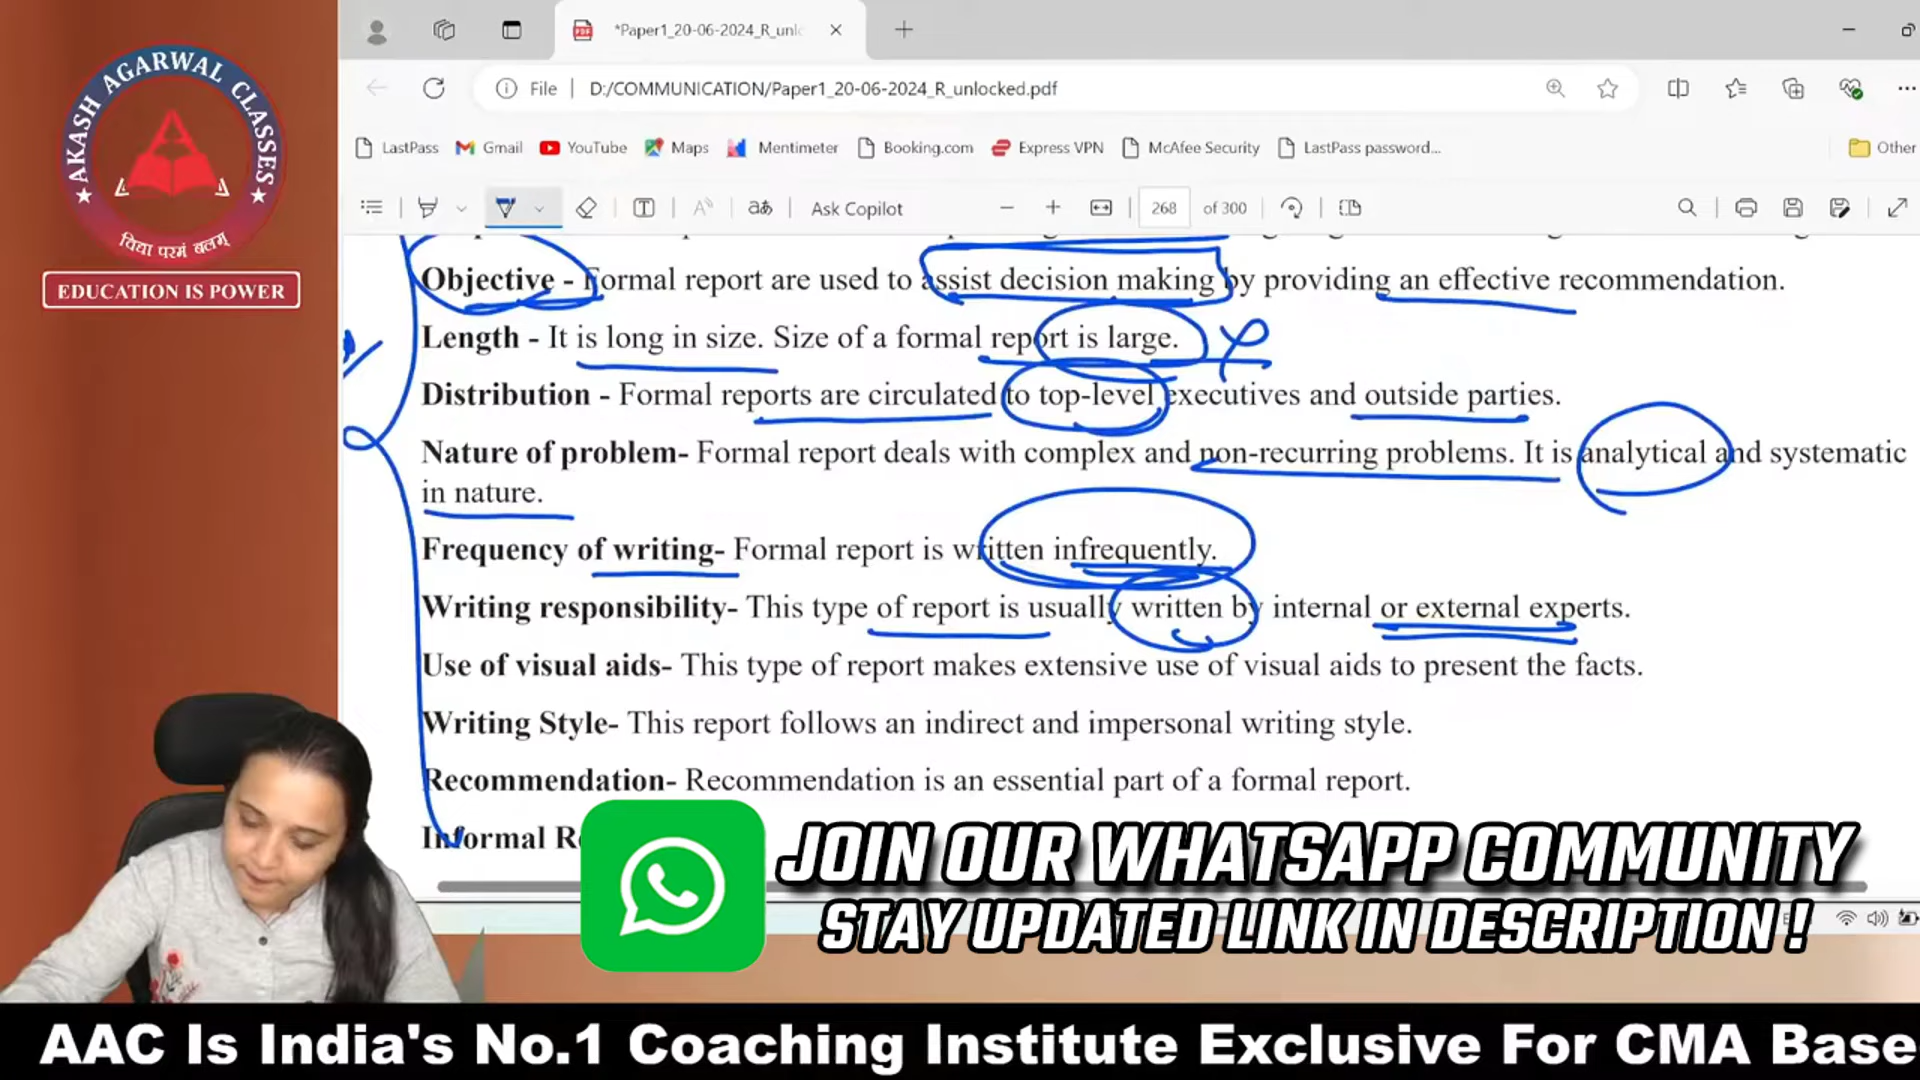 AKASH AGARWAL CLASSES
विद्या परमं बलम्
EDUCATION IS POWER
*Paper1_20-06-2024_R_unlo
File | D:/COMMUNICATION/Paper1_20-06-2024_R_unlocked.pdf
LastPass Gmail YouTube Maps Mentimeter Booking.com Express VPN McAfee Security LastPass password... Other
Ask Copilot 268 of 300
Objective - Formal report are used to assist decision making by providing an effective recommendation.
Length - It is long in size. Size of a formal report is large.
Distribution - Formal reports are circulated to top-level executives and outside parties.
Nature of problem- Formal report deals with complex and non-recurring problems. It is analytical and systematic
in nature.
Frequency of writing- Formal report is written infrequently.
Writing responsibility- This type of report is usually written by internal or external experts.
Use of visual aids- This type of report makes extensive use of visual aids to present the facts.
Writing Style- This report follows an indirect and impersonal writing style.
Recommendation- Recommendation is an essential part of a formal report.
Informal Re
JOIN OUR WHATSAPP COMMUNITY
STAY UPDATED LINK IN DESCRIPTION !
AAC Is India's No.1 Coaching Institute Exclusive For CMA Base